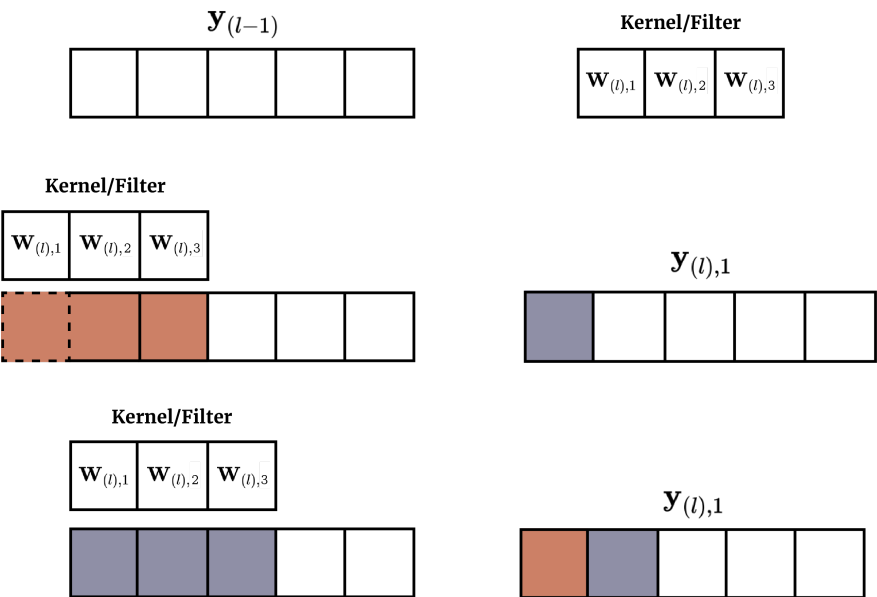 y(l−1)
Kernel/Filter
w(l),1 w(l),2 w(l),3
Kernel/Filter
w(l),1 w(l),2 w(l),3
y(l),1
Kernel/Filter
w(l),1 w(l),2 w(l),3
y(l),1